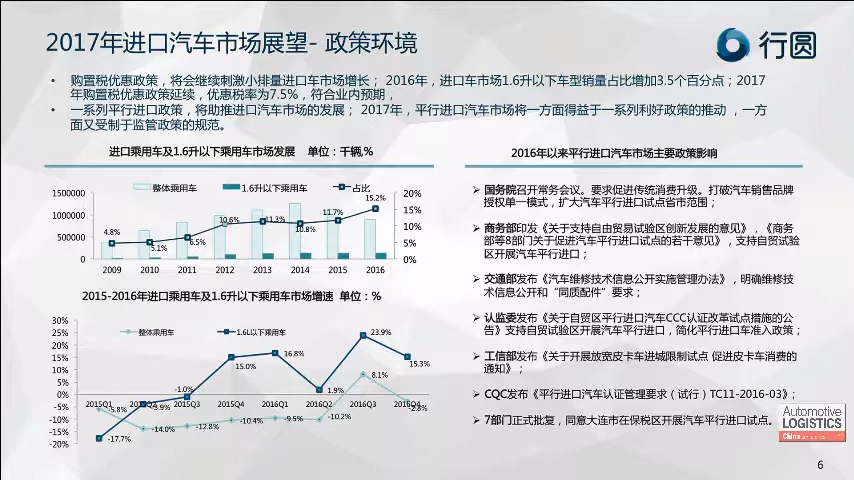 2017年进口汽车市场展望- 政策环境
行圆
• 购置税优惠政策，将会继续刺激小排量进口车市场增长； 2016年，进口车市场1.6升以下车型销量占比增加3.5个百分点；2017
年购置税优惠政策延续，优惠税率为7.5%，符合业内预期，
• 一系列平行进口政策，将助推进口汽车市场的发展； 2017年，平行进口汽车市场将一方面得益于一系列利好政策的推动 ，一方
面又受制于监管政策的规范。
进口乘用车及1.6升以下乘用车市场发展 单位：千辆,%
整体乘用车 1.6升以下乘用车 占比
1500000
1000000
500000
0
20%
15%
10%
5%
0%
4.8%
5.1%
6.5%
10.6%
11.3%
10.8%
11.7%
15.2%
2009 2010 2011 2012 2013 2014 2015 2016
2015-2016年进口乘用车及1.6升以下乘用车市场增速 单位：%
整体乘用车 1.6L以下乘用车
30%
25%
20%
15%
10%
5%
0%
-5%
-10%
-15%
-20%
2015Q1 2015Q2 2015Q3 2015Q4 2016Q1 2016Q2 2016Q3 2016Q4
-17.7%
-3.9%
-1.0%
15.0%
16.8%
1.9%
23.9%
15.3%
-5.8%
-14.0%
-12.8%
-10.4%
-9.5%
-10.2%
8.1%
-2.8%
2016年以来平行进口汽车市场主要政策影响
➢ 国务院召开常务会议。要求促进传统消费升级。打破汽车销售品牌
授权单一模式，扩大汽车平行进口试点省市范围；
➢ 商务部印发《关于支持自由贸易试验区创新发展的意见》，《商务
部等8部门关于促进汽车平行进口试点的若干意见》，支持自贸试验
区开展汽车平行进口；
➢ 交通部发布《汽车维修技术信息公开实施管理办法》，明确维修技
术信息公开和“同质配件”要求；
➢ 认监委发布《关于自贸区平行进口汽车CCC认证改革试点措施的公
告》支持自贸试验区开展汽车平行进口，简化平行进口车准入政策；
➢ 工信部发布《关于开展放宽皮卡车进城限制试点 促进皮卡车消费的
通知》；
➢ CQC发布《平行进口汽车认证管理要求（试行）TC11-2016-03》；
➢ 7部门正式批复，同意大连市在保税区开展汽车平行进口试点。
Automotive
LOGISTICS
China
6